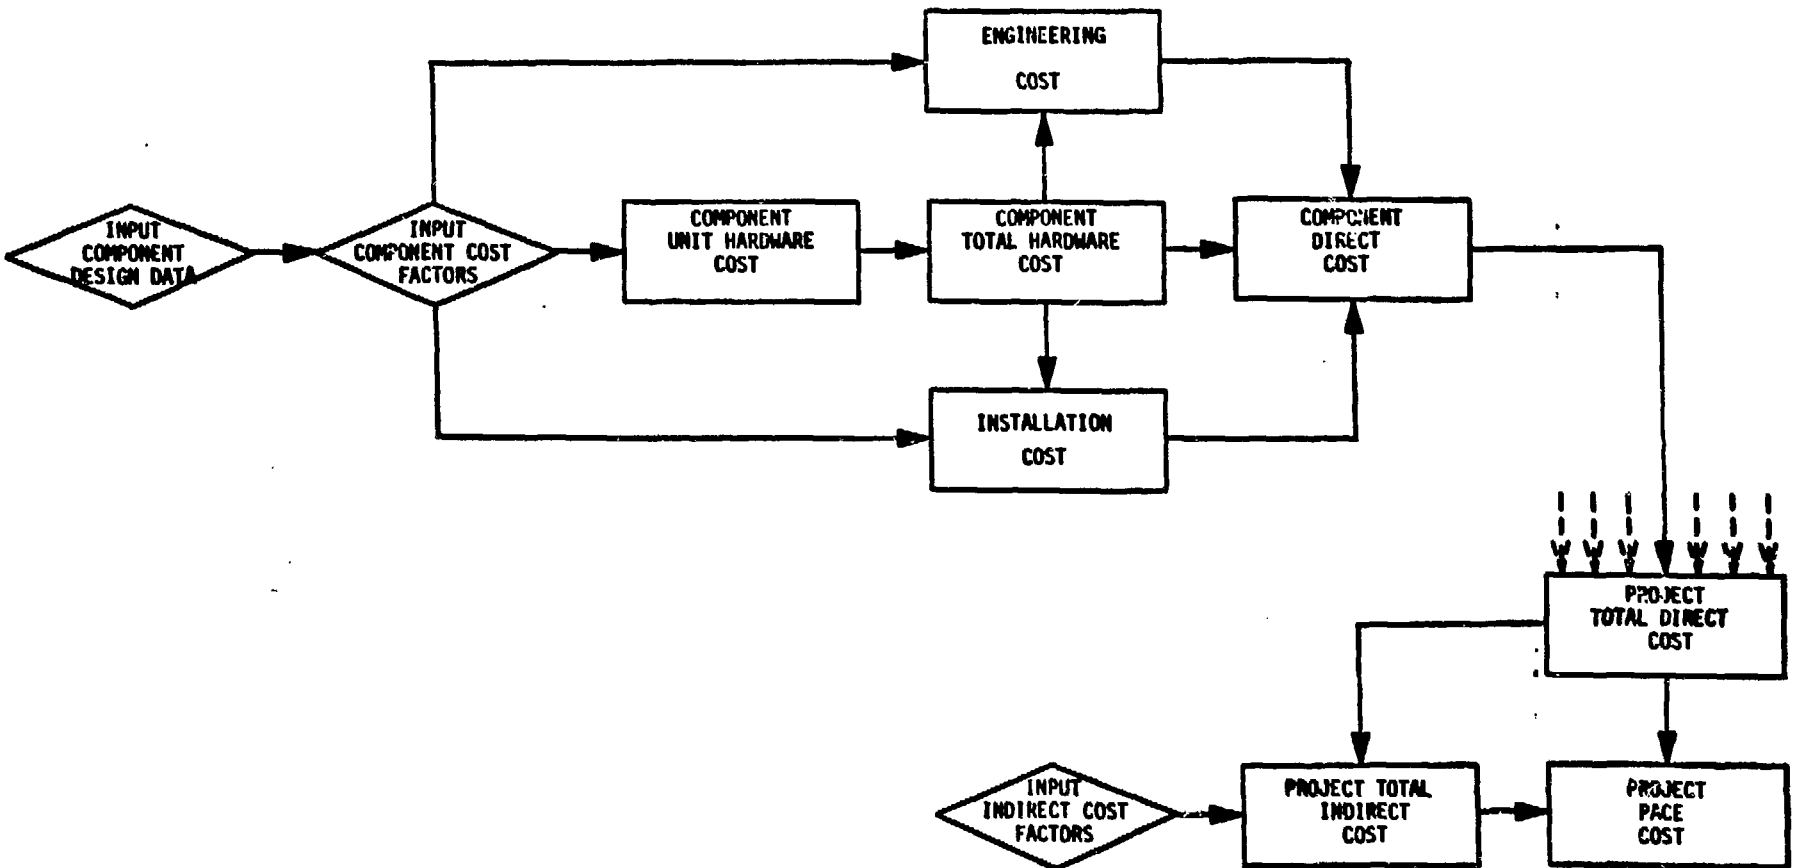 ENGINEERING
COST
INPUT
COMPONENT
DESIGN DATA
INPUT
COMPONENT COST
FACTORS
COMPONENT
UNIT HARDWARE
COST
COMPONENT
TOTAL HARDWARE
COST
COMPONENT
DIRECT
COST
INSTALLATION
COST
PROJECT
TOTAL DIRECT
COST
INPUT
INDIRECT COST
FACTORS
PROJECT TOTAL
INDIRECT
COST
PROJECT
PACE
COST